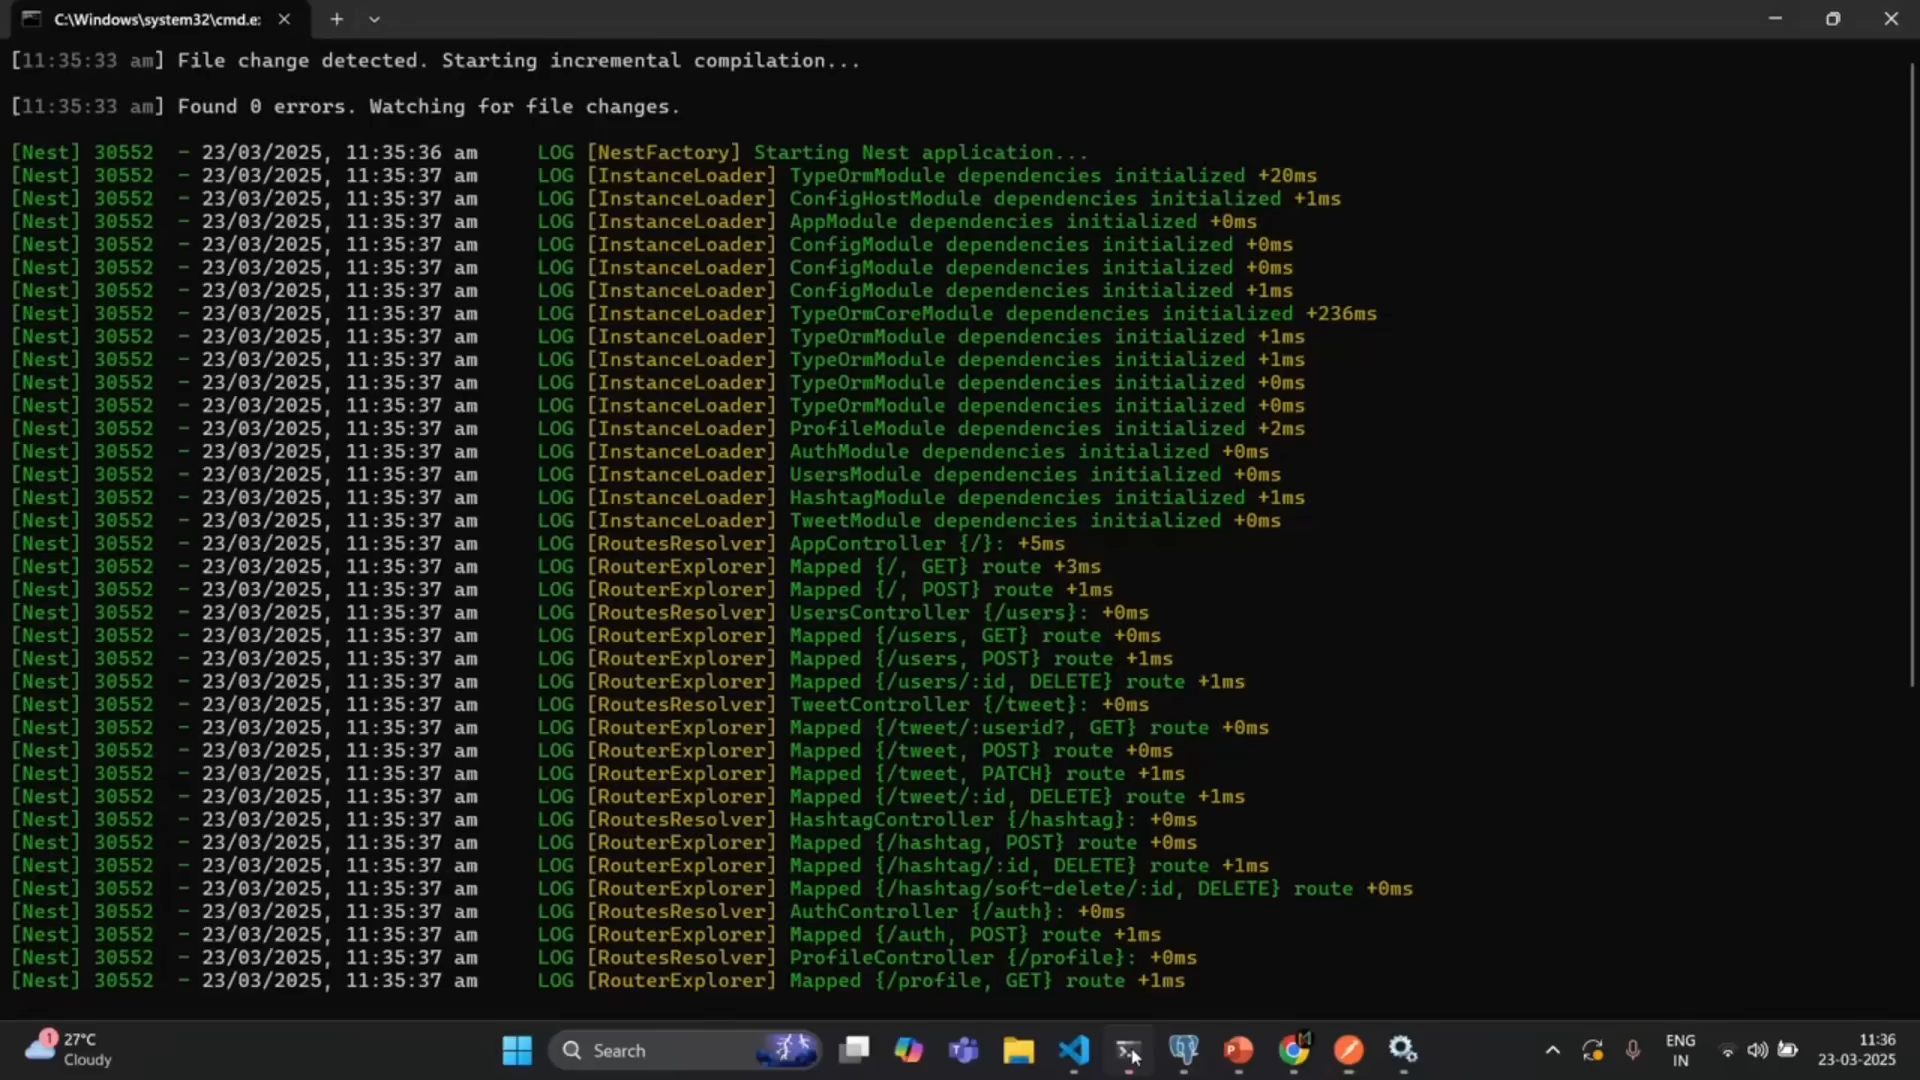 C:\Windows\system32\cmd.e:
[11:35:33 am] File change detected. Starting incremental compilation...
[11:35:33 am] Found 0 errors. Watching for file changes.
[Nest] 30552  - 23/03/2025, 11:35:36 am     LOG [NestFactory] Starting Nest application...
[Nest] 30552  - 23/03/2025, 11:35:37 am     LOG [InstanceLoader] TypeOrmModule dependencies initialized +20ms
[Nest] 30552  - 23/03/2025, 11:35:37 am     LOG [InstanceLoader] ConfigHostModule dependencies initialized +1ms
[Nest] 30552  - 23/03/2025, 11:35:37 am     LOG [InstanceLoader] AppModule dependencies initialized +0ms
[Nest] 30552  - 23/03/2025, 11:35:37 am     LOG [InstanceLoader] ConfigModule dependencies initialized +0ms
[Nest] 30552  - 23/03/2025, 11:35:37 am     LOG [InstanceLoader] ConfigModule dependencies initialized +0ms
[Nest] 30552  - 23/03/2025, 11:35:37 am     LOG [InstanceLoader] ConfigModule dependencies initialized +1ms
[Nest] 30552  - 23/03/2025, 11:35:37 am     LOG [InstanceLoader] TypeOrmCoreModule dependencies initialized +236ms
[Nest] 30552  - 23/03/2025, 11:35:37 am     LOG [InstanceLoader] TypeOrmModule dependencies initialized +1ms
[Nest] 30552  - 23/03/2025, 11:35:37 am     LOG [InstanceLoader] TypeOrmModule dependencies initialized +1ms
[Nest] 30552  - 23/03/2025, 11:35:37 am     LOG [InstanceLoader] TypeOrmModule dependencies initialized +0ms
[Nest] 30552  - 23/03/2025, 11:35:37 am     LOG [InstanceLoader] TypeOrmModule dependencies initialized +0ms
[Nest] 30552  - 23/03/2025, 11:35:37 am     LOG [InstanceLoader] ProfileModule dependencies initialized +2ms
[Nest] 30552  - 23/03/2025, 11:35:37 am     LOG [InstanceLoader] AuthModule dependencies initialized +0ms
[Nest] 30552  - 23/03/2025, 11:35:37 am     LOG [InstanceLoader] UsersModule dependencies initialized +0ms
[Nest] 30552  - 23/03/2025, 11:35:37 am     LOG [InstanceLoader] HashtagModule dependencies initialized +1ms
[Nest] 30552  - 23/03/2025, 11:35:37 am     LOG [InstanceLoader] TweetModule dependencies initialized +0ms
[Nest] 30552  - 23/03/2025, 11:35:37 am     LOG [RoutesResolver] AppController {/}: +5ms
[Nest] 30552  - 23/03/2025, 11:35:37 am     LOG [RouterExplorer] Mapped {/, GET} route +3ms
[Nest] 30552  - 23/03/2025, 11:35:37 am     LOG [RouterExplorer] Mapped {/, POST} route +1ms
[Nest] 30552  - 23/03/2025, 11:35:37 am     LOG [RoutesResolver] UsersController {/users}: +0ms
[Nest] 30552  - 23/03/2025, 11:35:37 am     LOG [RouterExplorer] Mapped {/users, GET} route +0ms
[Nest] 30552  - 23/03/2025, 11:35:37 am     LOG [RouterExplorer] Mapped {/users, POST} route +1ms
[Nest] 30552  - 23/03/2025, 11:35:37 am     LOG [RouterExplorer] Mapped {/users/:id, DELETE} route +1ms
[Nest] 30552  - 23/03/2025, 11:35:37 am     LOG [RoutesResolver] TweetController {/tweet}: +0ms
[Nest] 30552  - 23/03/2025, 11:35:37 am     LOG [RouterExplorer] Mapped {/tweet/:userid?, GET} route +0ms
[Nest] 30552  - 23/03/2025, 11:35:37 am     LOG [RouterExplorer] Mapped {/tweet, POST} route +0ms
[Nest] 30552  - 23/03/2025, 11:35:37 am     LOG [RouterExplorer] Mapped {/tweet, PATCH} route +1ms
[Nest] 30552  - 23/03/2025, 11:35:37 am     LOG [RouterExplorer] Mapped {/tweet/:id, DELETE} route +1ms
[Nest] 30552  - 23/03/2025, 11:35:37 am     LOG [RoutesResolver] HashtagController {/hashtag}: +0ms
[Nest] 30552  - 23/03/2025, 11:35:37 am     LOG [RouterExplorer] Mapped {/hashtag, POST} route +0ms
[Nest] 30552  - 23/03/2025, 11:35:37 am     LOG [RouterExplorer] Mapped {/hashtag/:id, DELETE} route +1ms
[Nest] 30552  - 23/03/2025, 11:35:37 am     LOG [RouterExplorer] Mapped {/hashtag/soft-delete/:id, DELETE} route +0ms
[Nest] 30552  - 23/03/2025, 11:35:37 am     LOG [RoutesResolver] AuthController {/auth}: +0ms
[Nest] 30552  - 23/03/2025, 11:35:37 am     LOG [RouterExplorer] Mapped {/auth, POST} route +1ms
[Nest] 30552  - 23/03/2025, 11:35:37 am     LOG [RoutesResolver] ProfileController {/profile}: +0ms
[Nest] 30552  - 23/03/2025, 11:35:37 am     LOG [RouterExplorer] Mapped {/profile, GET} route +1ms
1
27°C
Cloudy
Search
P
M
ENG
IN
11:36
23-03-2025